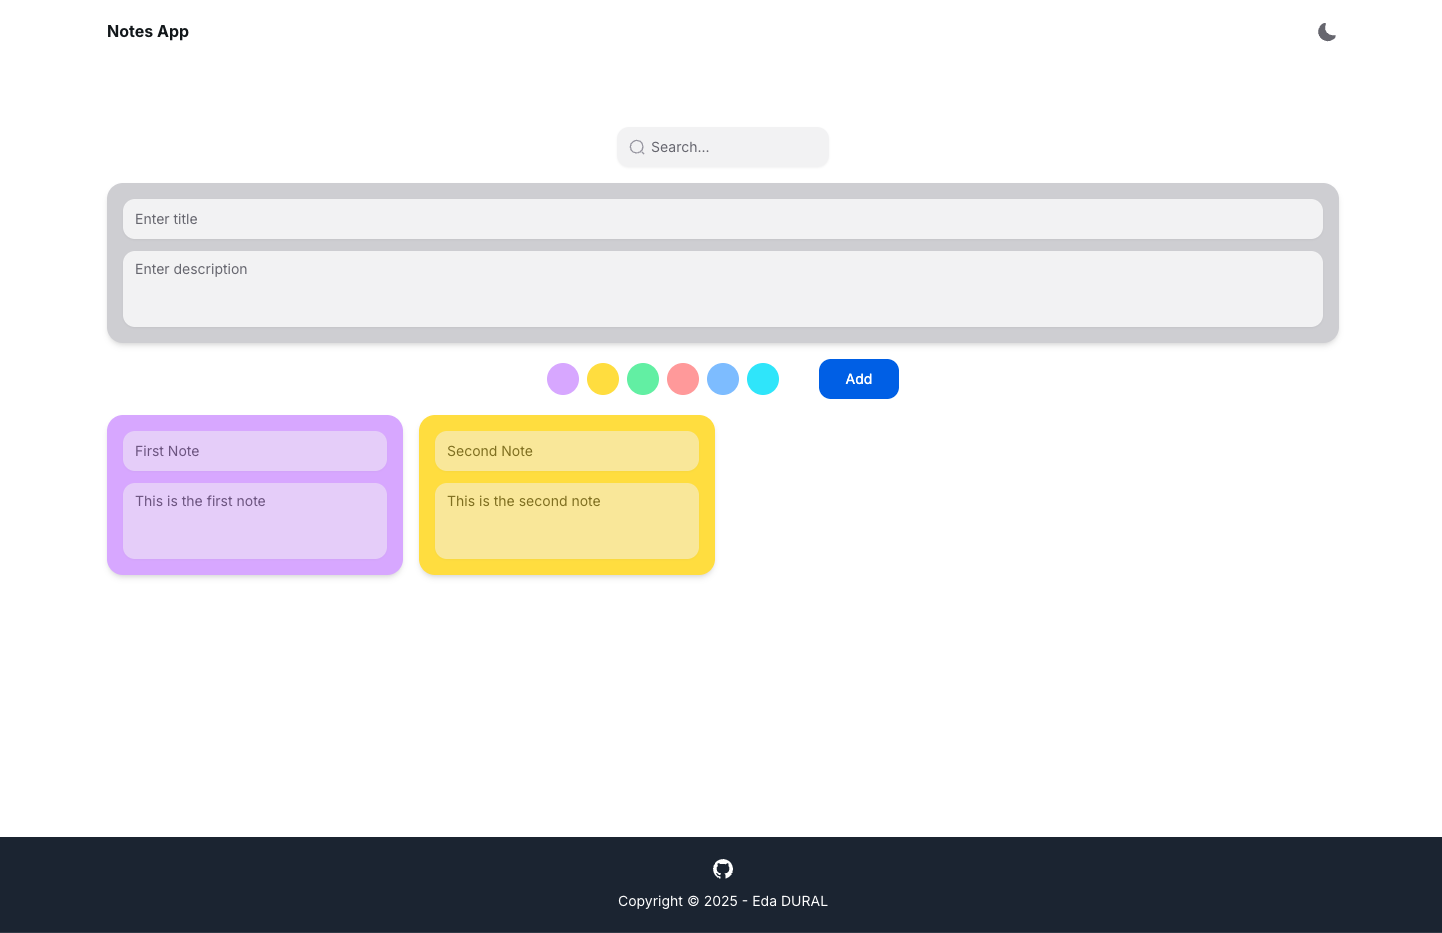 Notes App
Search...
Enter title
Enter description
Add
First Note
This is the first note
Second Note
This is the second note
Copyright © 2025 - Eda DURAL